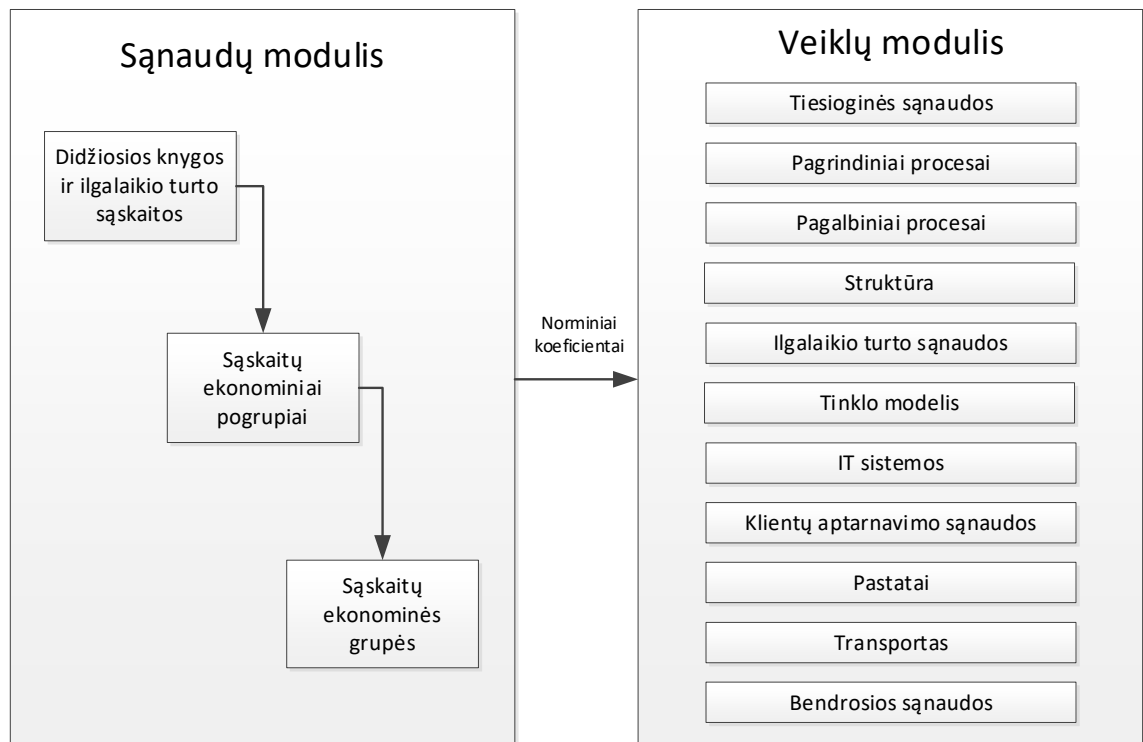 Sąnaudų modulis
Didžiosios knygos
ir ilgalaikio turto
sąskaitos
Sąskaitų
ekonominiai
pogrupiai
Sąskaitų
ekonominės
grupės
Norminiai
koeficientai
Veiklų modulis
Tiesioginės sąnaudos
Pagrindiniai procesai
Pagalbiniai procesai
Struktūra
Ilgalaikio turto sąnaudos
Tinklo modelis
IT sistemos
Klientų aptarnavimo sąnaudos
Pastatai
Transportas
Bendrosios sąnaudos